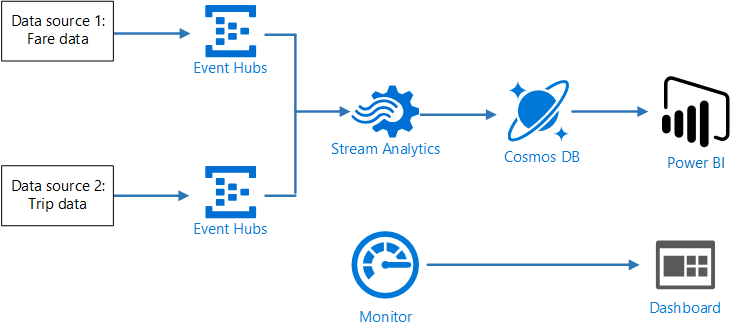 Data source 1:
Fare data
Event Hubs
Stream Analytics
Cosmos DB
Power BI
Data source 2:
Trip data
Event Hubs
Monitor
Dashboard